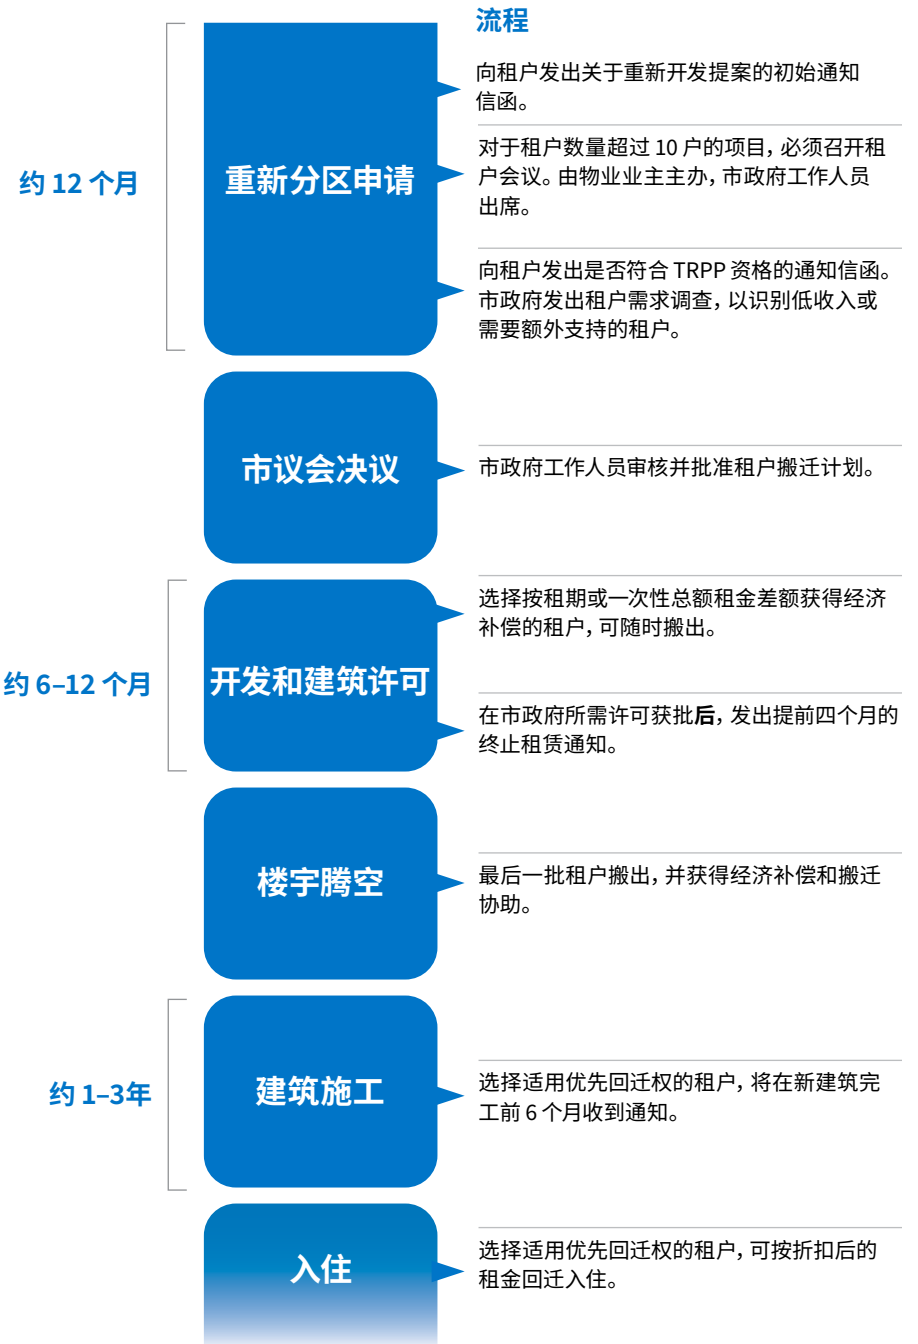 流程
约 12 个月
重新分区申请
向租户发出关于重新开发提案的初始通知
信函。
对于租户数量超过 10 户的项目，必须召开租
户会议。由物业业主主办，市政府工作人员
出席。
向租户发出是否符合 TRPP 资格的通知信函。
市政府发出租户需求调查，以识别低收入或
需要额外支持的租户。
市议会决议
市政府工作人员审核并批准租户搬迁计划。
约 6–12 个月
开发和建筑许可
选择按租期或一次性总额租金差额获得经济
补偿的租户，可随时搬出。
在市政府所需许可获批后，发出提前四个月的
终止租赁通知。
楼宇腾空
最后一批租户搬出，并获得经济补偿和搬迁
协助。
约 1–3年
建筑施工
选择适用优先回迁权的租户，将在新建筑完
工前 6 个月收到通知。
入住
选择适用优先回迁权的租户，可按折扣后的
租金回迁入住。